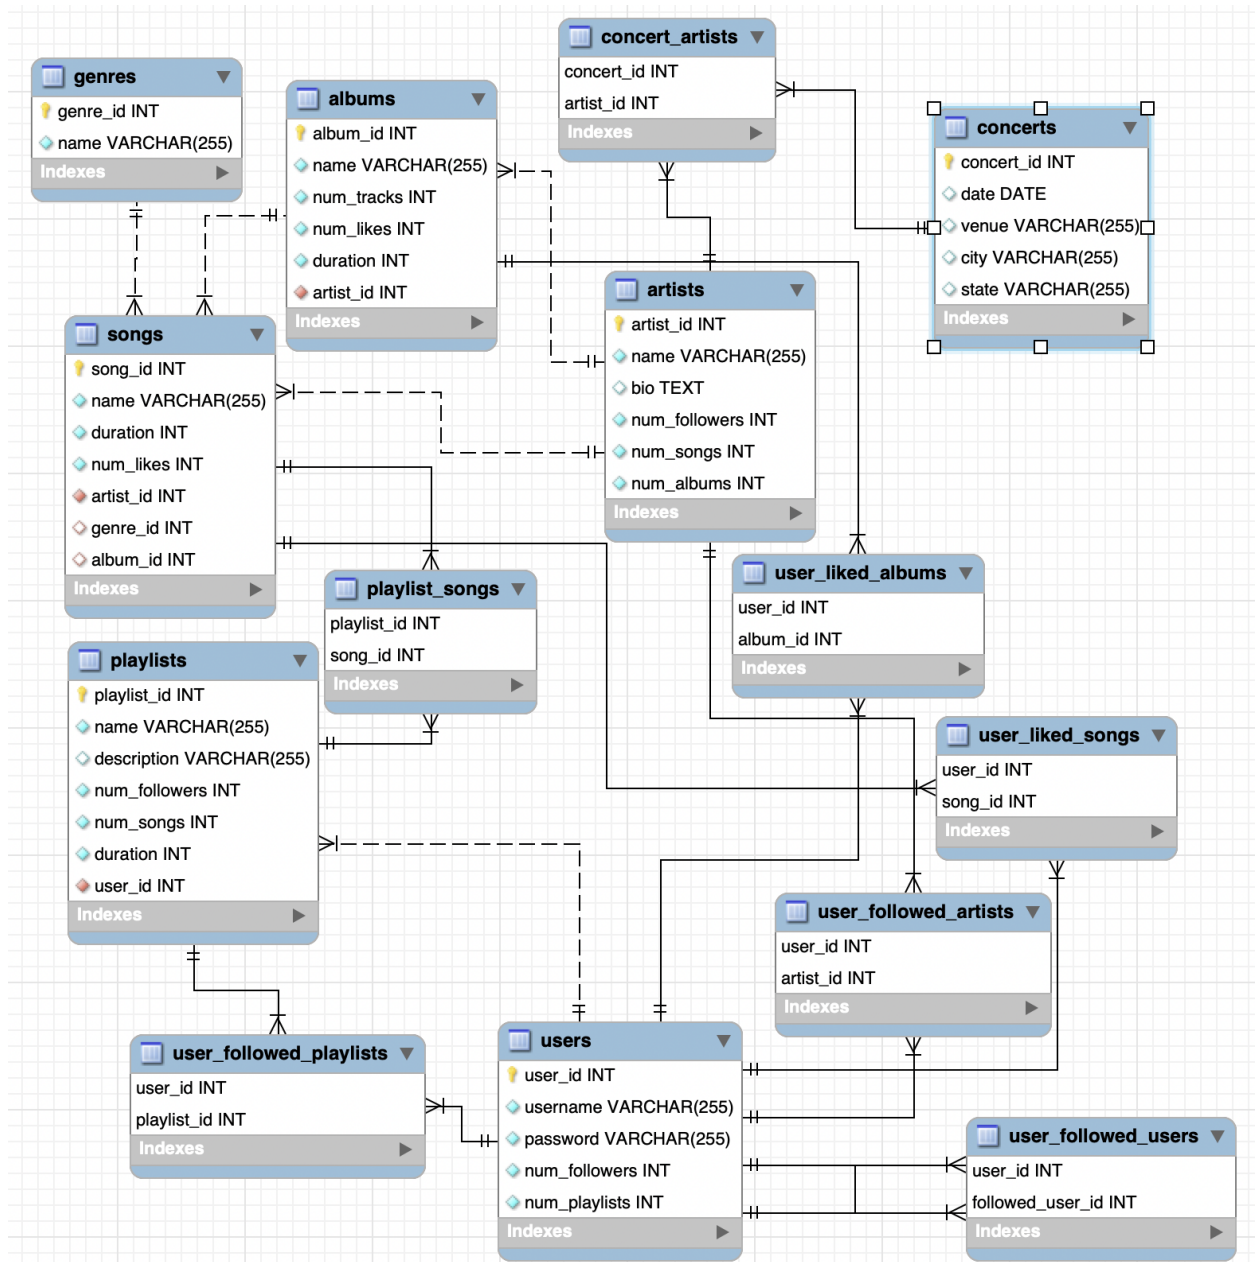 concert_artists
concert_id INT
artist_id INT
Indexes
genres
genre_id INT
name VARCHAR(255)
Indexes
albums
album_id INT
name VARCHAR(255)
num_tracks INT
num_likes INT
duration INT
artist_id INT
Indexes
concerts
concert_id INT
date DATE
venue VARCHAR(255)
city VARCHAR(255)
state VARCHAR(255)
Indexes
artists
artist_id INT
name VARCHAR(255)
bio TEXT
num_followers INT
num_songs INT
num_albums INT
Indexes
songs
song_id INT
name VARCHAR(255)
duration INT
num_likes INT
artist_id INT
genre_id INT
album_id INT
Indexes
playlist_songs
playlist_id INT
song_id INT
Indexes
user_liked_albums
user_id INT
album_id INT
Indexes
playlists
playlist_id INT
name VARCHAR(255)
description VARCHAR(255)
num_followers INT
num_songs INT
duration INT
user_id INT
Indexes
user_liked_songs
user_id INT
song_id INT
Indexes
user_followed_artists
user_id INT
artist_id INT
Indexes
user_followed_playlists
user_id INT
playlist_id INT
Indexes
users
user_id INT
username VARCHAR(255)
password VARCHAR(255)
num_followers INT
num_playlists INT
Indexes
user_followed_users
user_id INT
followed_user_id INT
Indexes